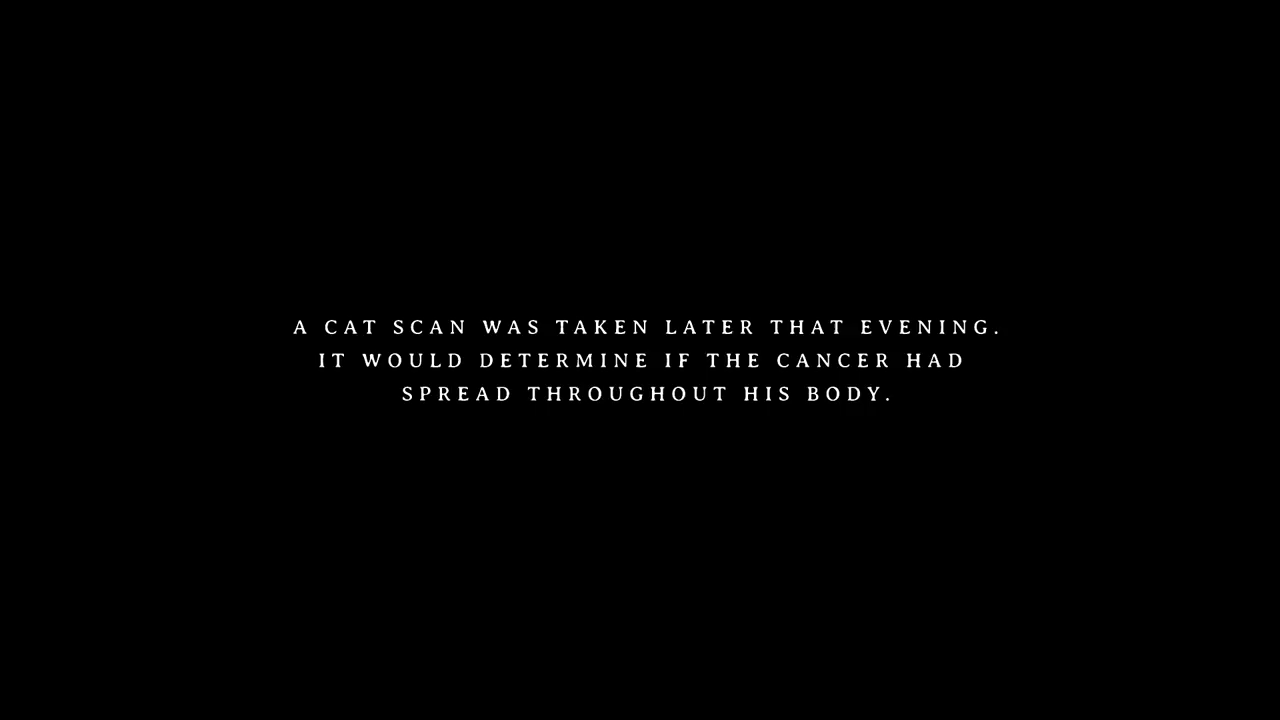 A CAT SCAN WAS TAKEN LATER THAT EVENING.
IT WOULD DETERMINE IF THE CANCER HAD
SPREAD THROUGHOUT HIS BODY.